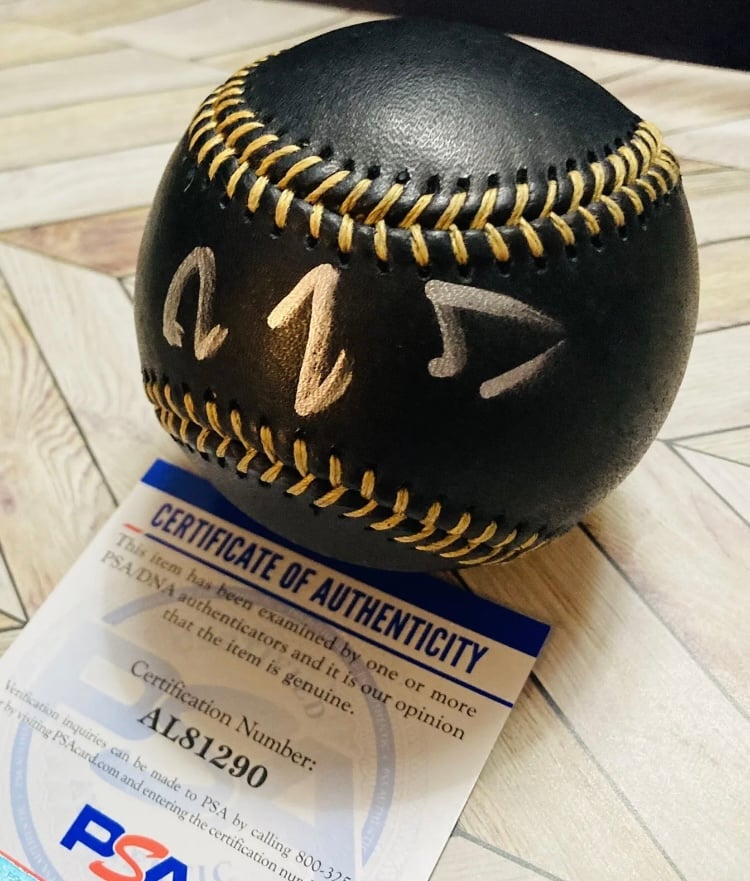 CERTIFICATE OF AUTHENTICITY
This item has been examined by one or more
PSA/DNA authenticators and it is our opinion
that the item is genuine.
Certification Number:
AL81290
Verification inquiries can be made to PSA by calling 800-325
by visiting PSAcard.com and entering the certification
PSA